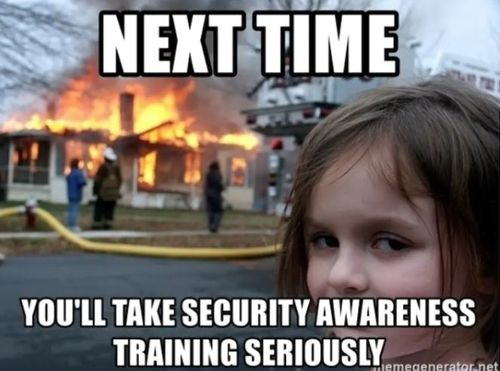 NEXT TIME
YOU'LL TAKE SECURITY AWARENESS
TRAINING SERIOUSLY
memegenerator.net